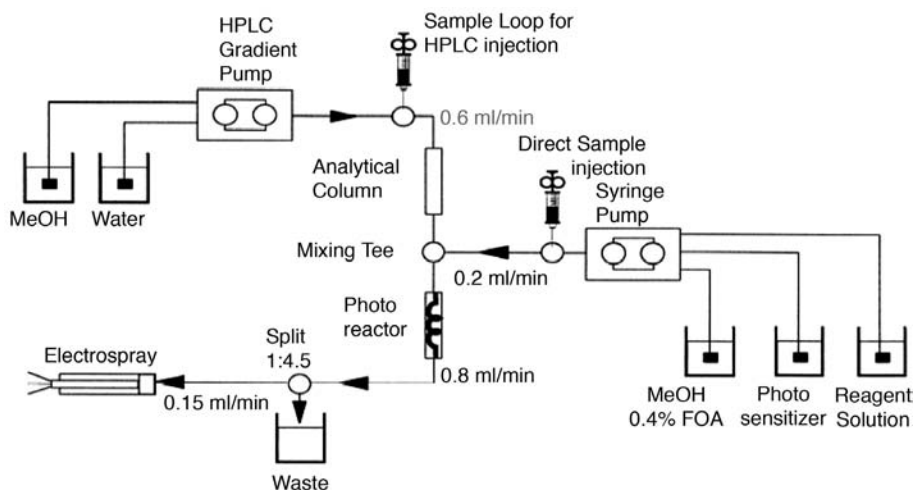 HPLC
Gradient
Pump
Sample Loop for
HPLC injection
0.6 ml/min
MeOH
Water
Analytical
Column
Direct Sample
injection
Syringe
Pump
Mixing Tee
0.2 ml/min
Photo
reactor
Split
1:4.5
Electrospray
0.8 ml/min
0.15 ml/min
Waste
MeOH
0.4% FOA
Photo
sensitizer
Reagent
Solution